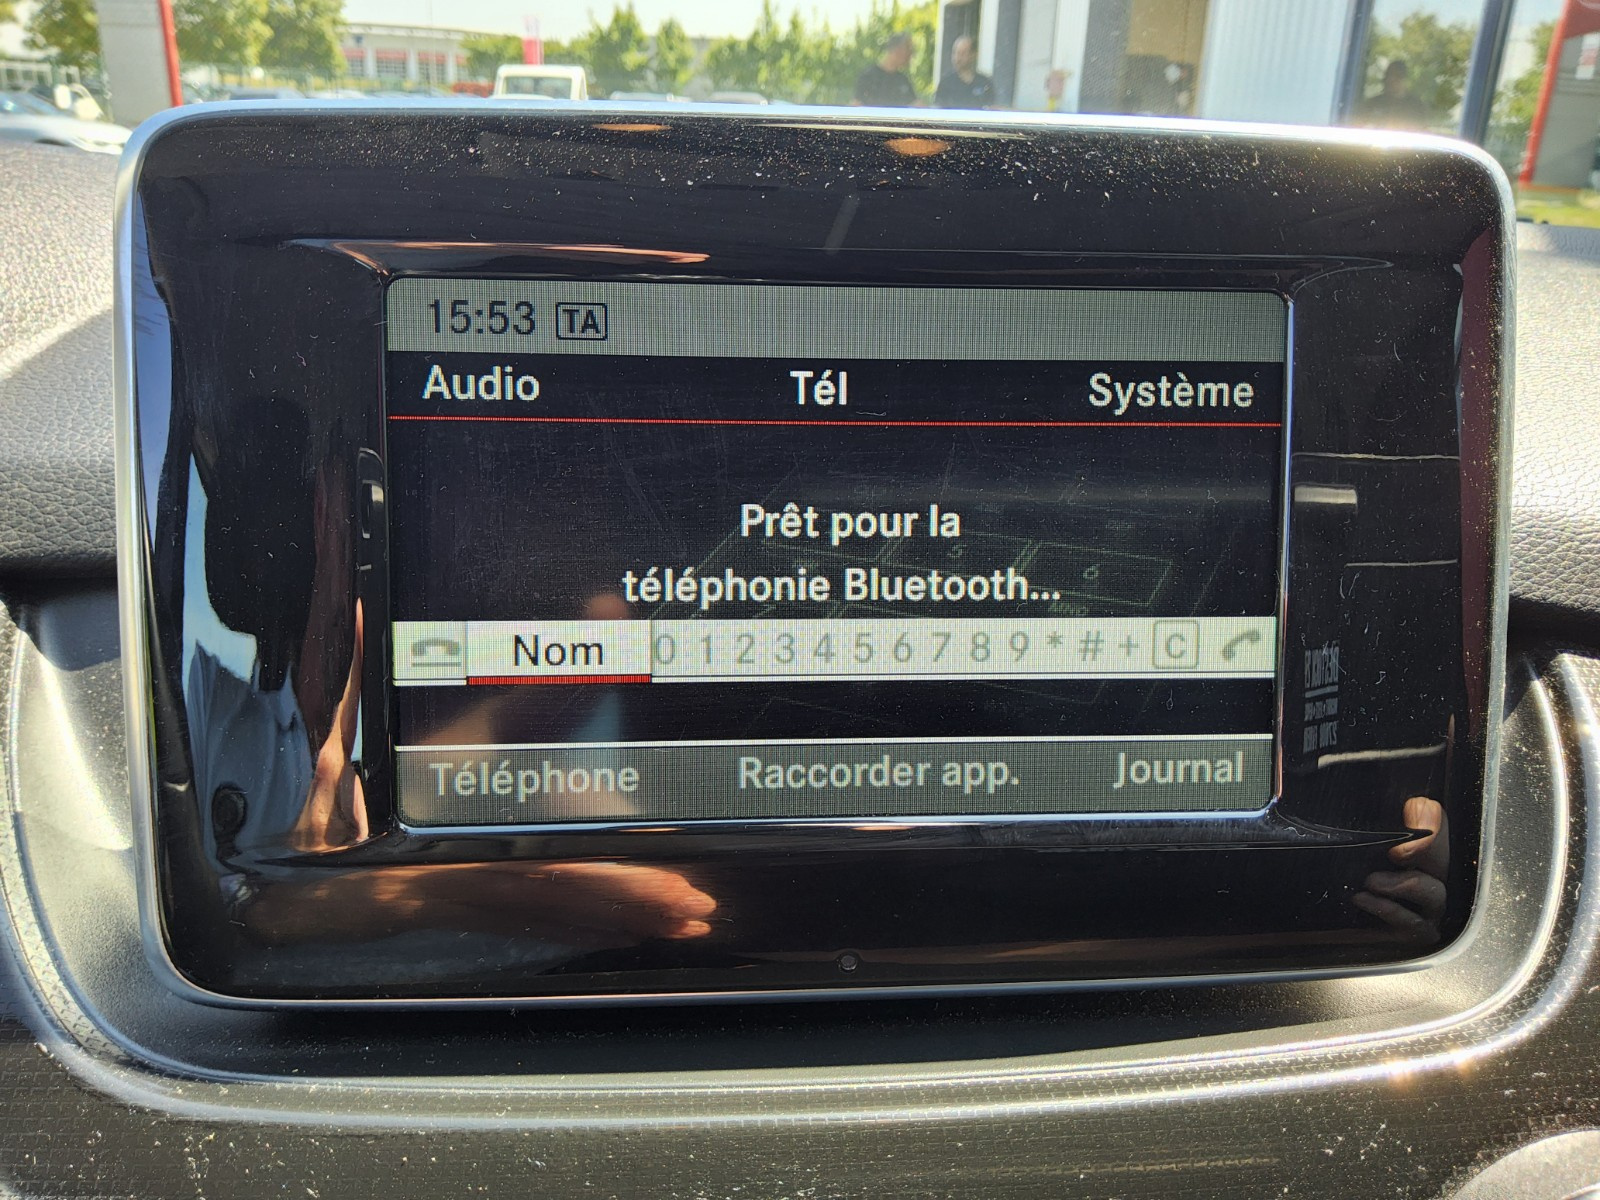 15:53 TA
Audio Tél Système
Prêt pour la
téléphonie Bluetooth...
Nom 0 1 2 3 4 5 6 7 8 9 * # + C
Téléphone Raccorder app. Journal